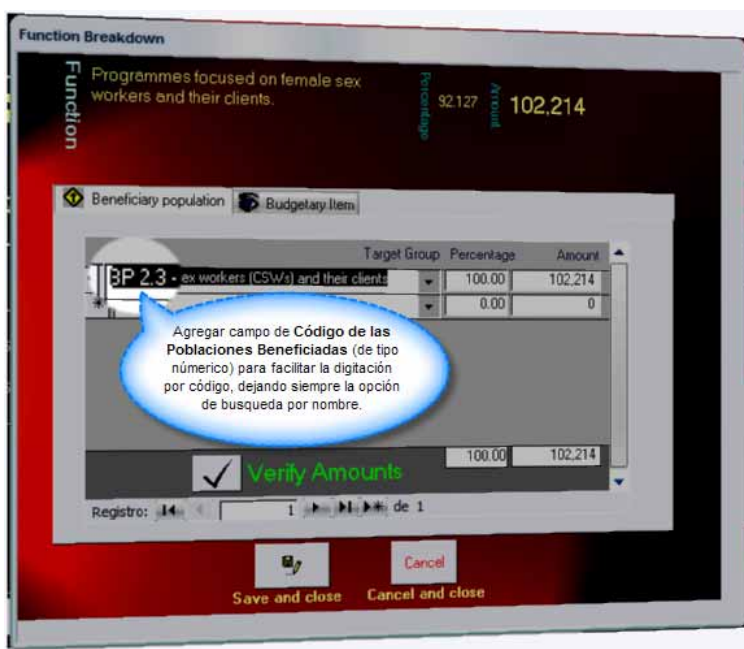 Function Breakdown
Function
Programmes focused on female sex
workers and their clients.
Percentage
92.127
Amount
102,214
Beneficiary population
Budgetary Item
Target Group Percentage Amount
BP 2.3 - ex workers (CSWs) and their clients 100.00 102,214
* 0.00 0
Agregar campo de Código de las
Poblaciones Beneficiadas (de tipo
númerico) para facilitar la digitación
por código, dejando siempre la opción
de busqueda por nombre.
100.00 102,214
Verify Amounts
Registro: 1 de 1
Cancel
Save and close Cancel and close